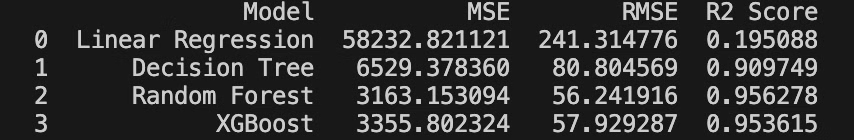 Model MSE RMSE R2 Score
0 Linear Regression 58232.821121 241.314776 0.195088
1 Decision Tree 6529.378360 80.804569 0.909749
2 Random Forest 3163.153094 56.241916 0.956278
3 XGBoost 3355.802324 57.929287 0.953615